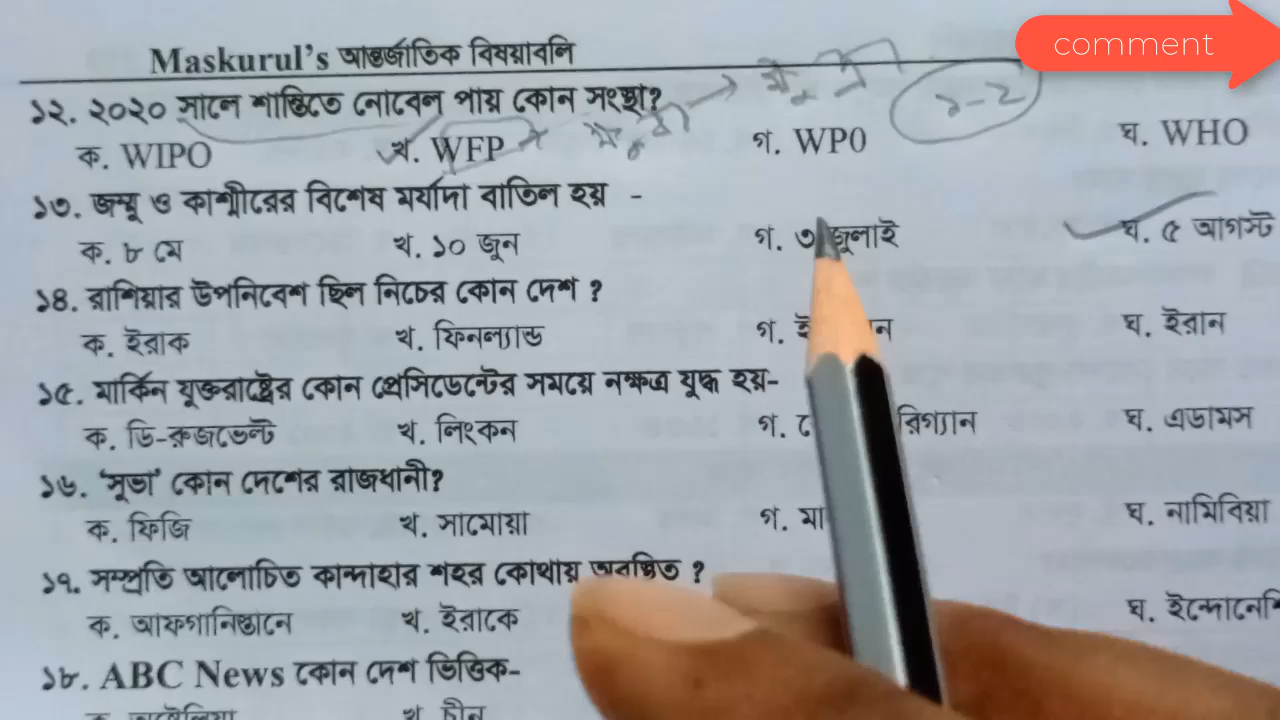 comment
Maskurul's আন্তর্জাতিক বিষয়াবলি
১২. ২০২০ সালে শান্তিতে নোবেল পায় কোন সংস্থা?
ক. WIPO খ. WFP গ. WP0 ঘ. WHO
১৩. জম্মু ও কাশ্মীরের বিশেষ মর্যাদা বাতিল হয় -
ক. ৮ মে খ. ১০ জুন গ. ৩ জুলাই ঘ. ৫ আগস্ট
১৪. রাশিয়ার উপনিবেশ ছিল নিচের কোন দেশ ?
ক. ইরাক খ. ফিনল্যান্ড গ. ঘ. ইরান
১৫. মার্কিন যুক্তরাষ্ট্রের কোন প্রেসিডেন্টের সময়ে নক্ষত্র যুদ্ধ হয়-
ক. ডি-রুজভেল্ট খ. লিংকন গ. রিগ্যান ঘ. এডামস
১৬. 'সুভা' কোন দেশের রাজধানী?
ক. ফিজি খ. সামোয়া গ. মা ঘ. নামিবিয়া
১৭. সম্প্রতি আলোচিত কান্দাহার শহর কোথায় অবস্থিত ?
ক. আফগানিস্তানে খ. ইরাকে ঘ. ইন্দোনেশি
১৮. ABC News কোন দেশ ভিত্তিক-
ক. অস্ট্রেলিয়া খ. চীন